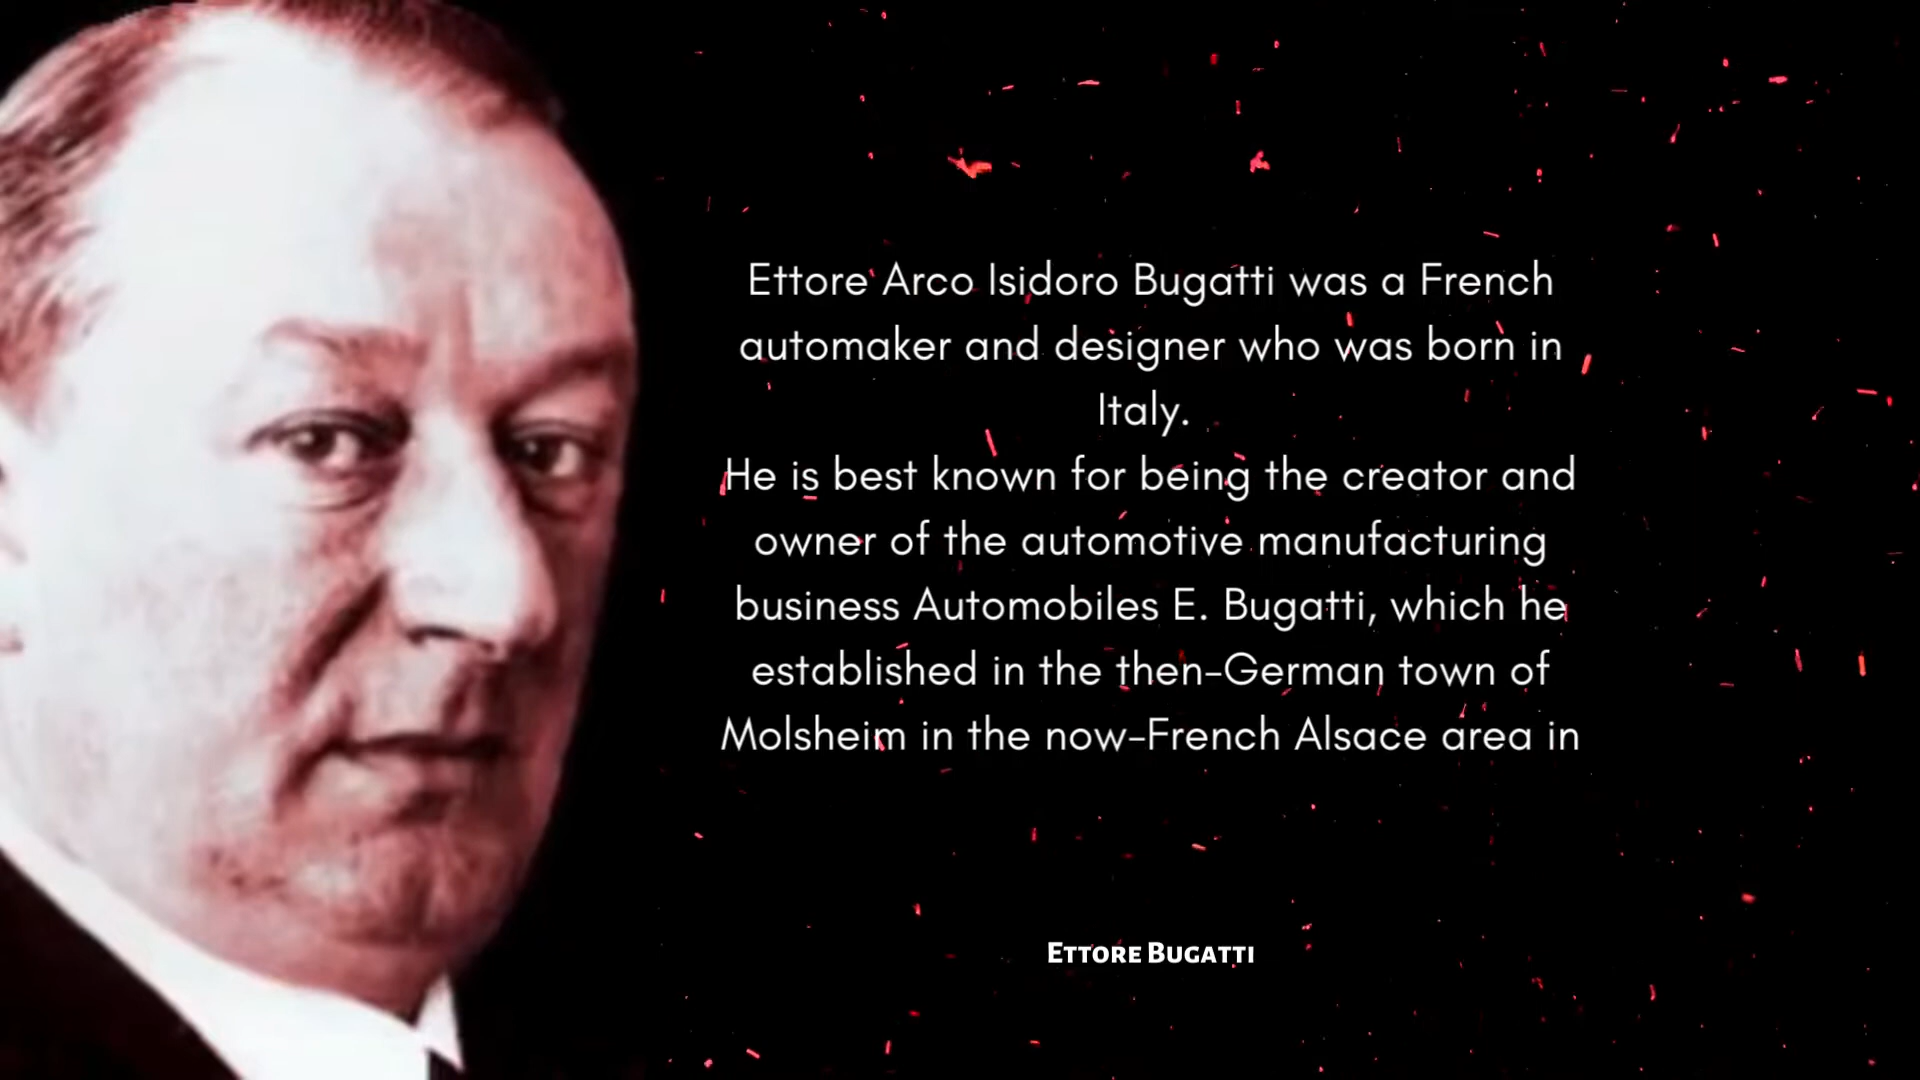 Ettore Arco Isidoro Bugatti was a French
automaker and designer who was born in
Italy.
He is best known for being the creator and
owner of the automotive manufacturing
business Automobiles E. Bugatti, which he
established in the then-German town of
Molsheim in the now-French Alsace area in
Ettore Bugatti